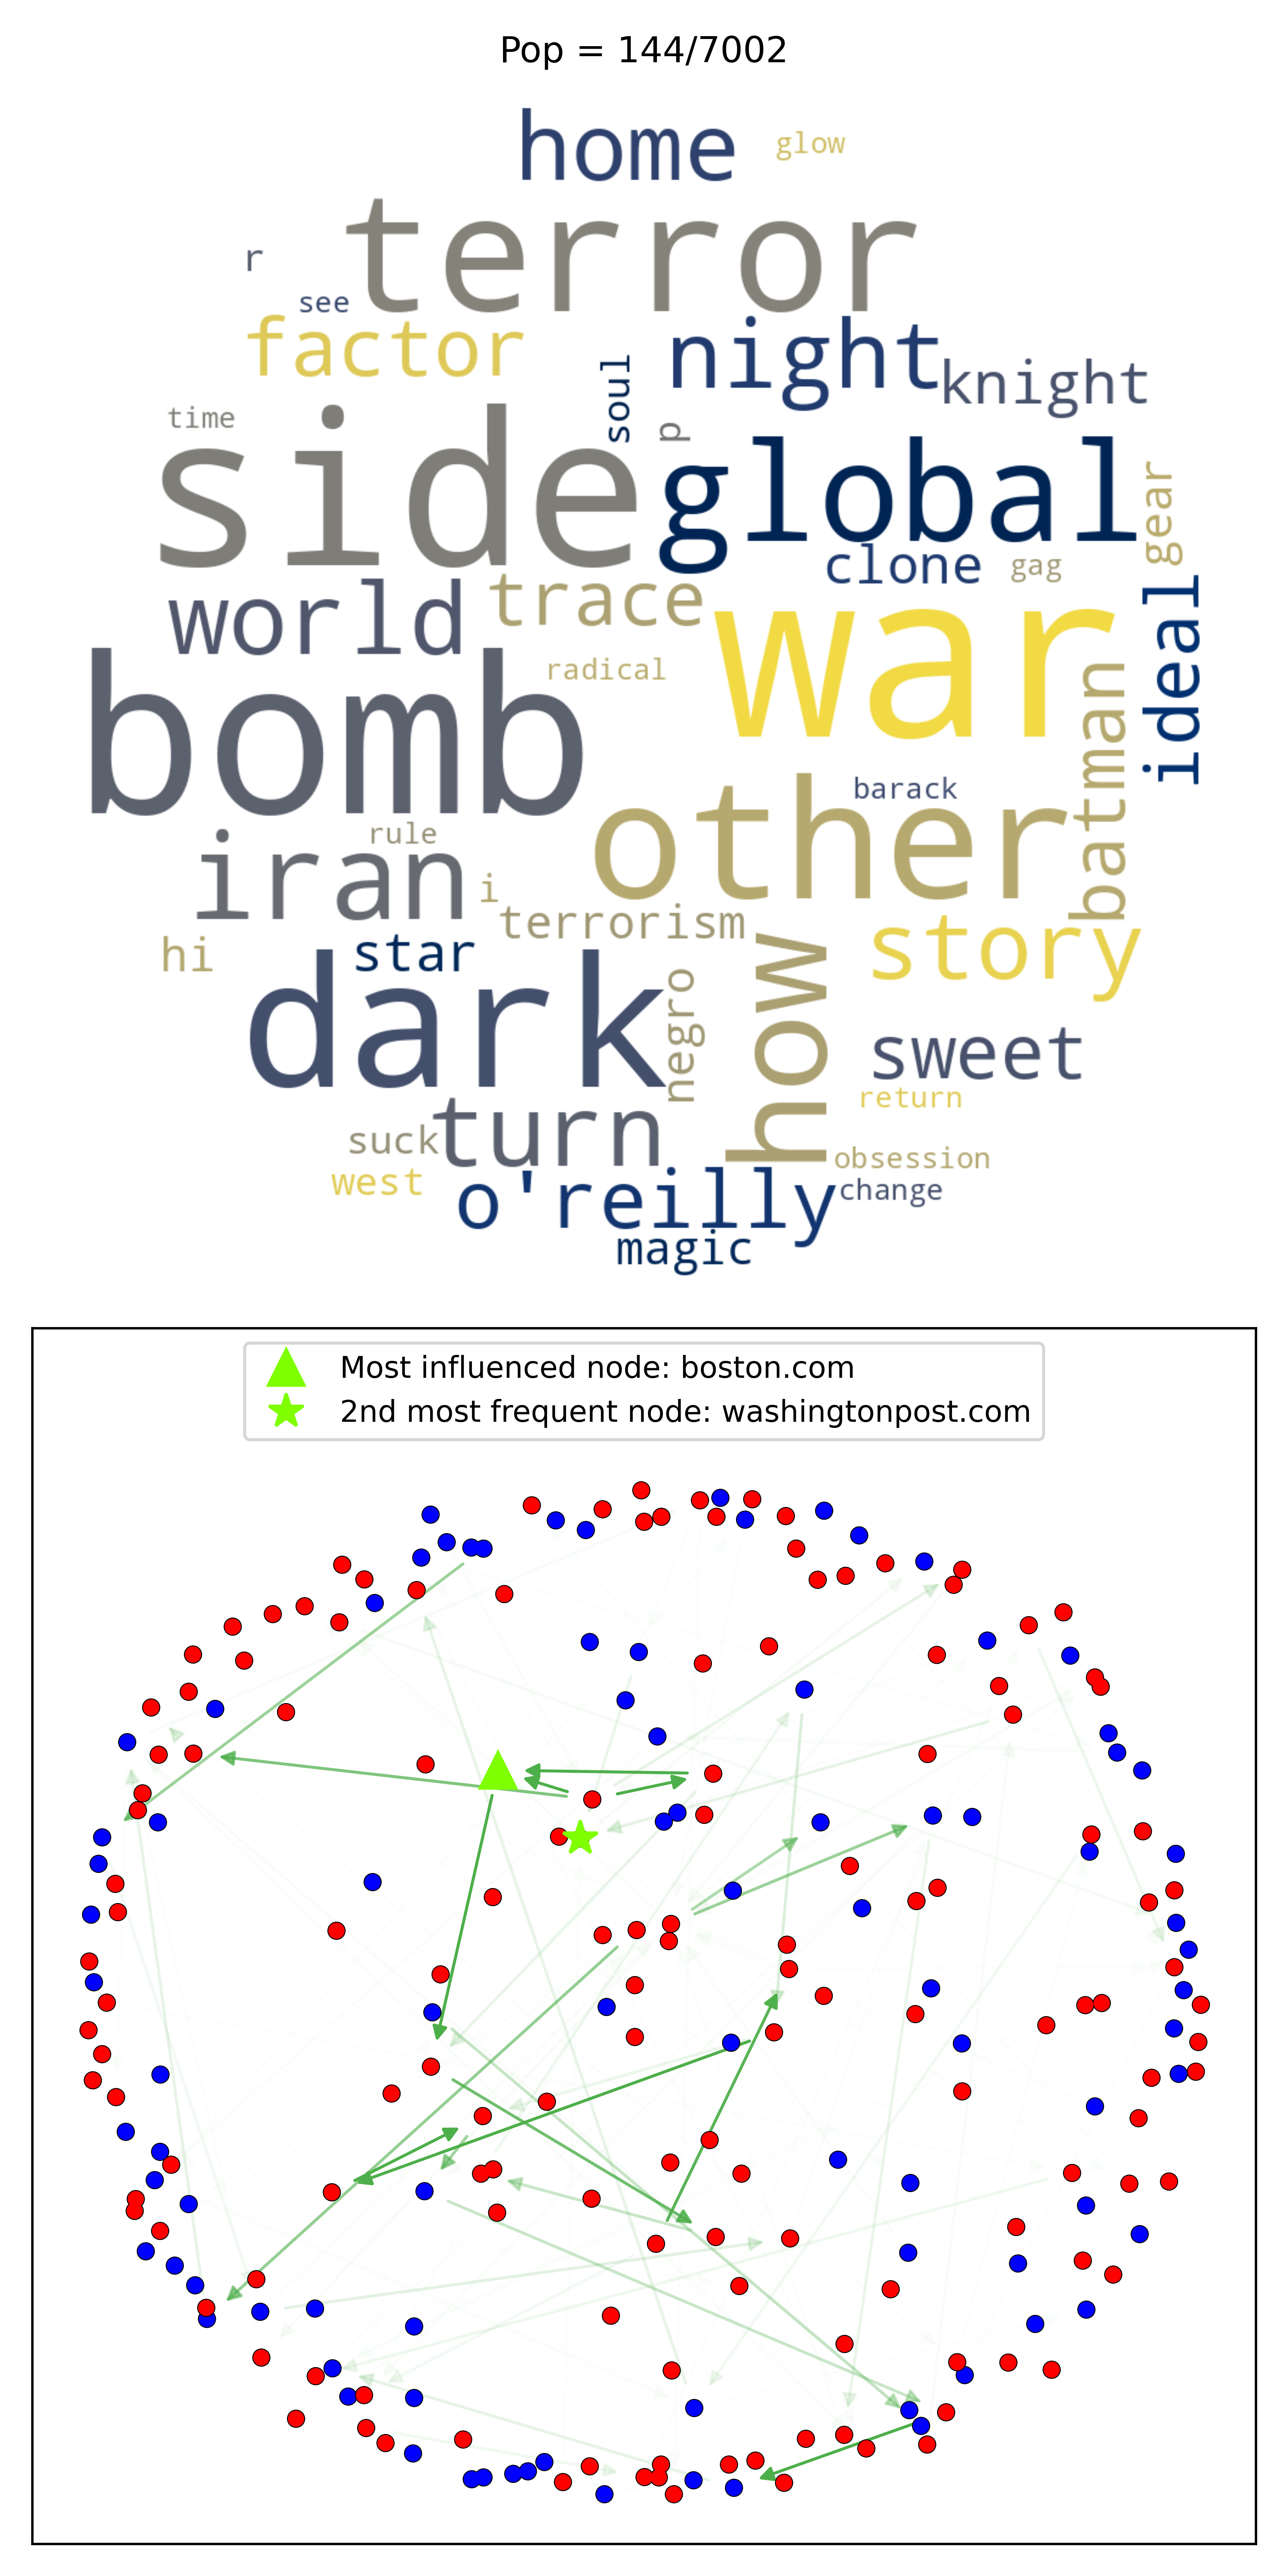 Pop = 144/7002
home
glow
terror
r
see
factor
night
knight
soul
time
p
side
global
gear
clone
gag
trace
world
war
ideal
radical
bomb
batman
barack
other
rule
iran
i
terrorism
story
hi
star
how
dark
negro
sweet
return
turn
suck
obsession
west
o'reilly
change
magic
Most influenced node: boston.com
2nd most frequent node: washingtonpost.com